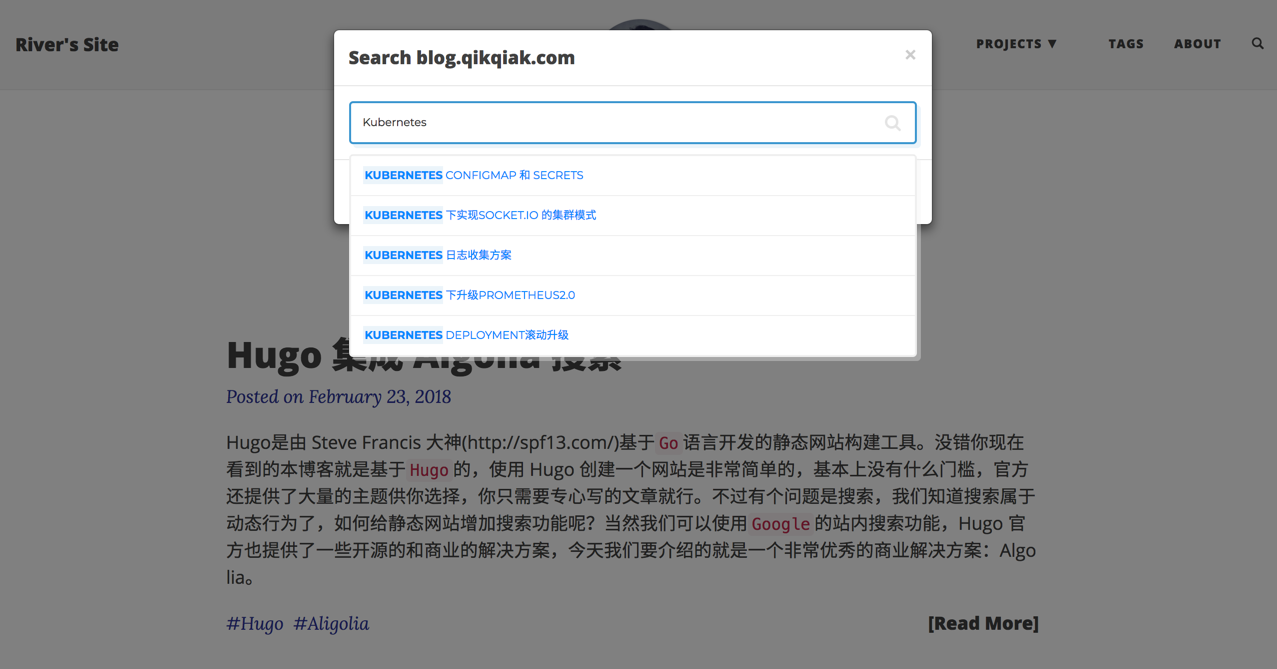 River's Site
PROJECTS ▼ TAGS ABOUT
Search blog.qikqiak.com ×
Kubernetes
KUBERNETES CONFIGMAP 和 SECRETS
KUBERNETES 下实现SOCKET.IO 的集群模式
KUBERNETES 日志收集方案
KUBERNETES 下升级PROMETHEUS2.0
KUBERNETES DEPLOYMENT滚动升级
Hugo 集成 Algolia 搜索
Posted on February 23, 2018
Hugo是由 Steve Francis 大神(http://spf13.com/)基于 Go 语言开发的静态网站构建工具。没错你现在
看到的本博客就是基于 Hugo 的，使用 Hugo 创建一个网站是非常简单的，基本上没有什么门槛，官方
还提供了大量的主题供你选择，你只需要专心写的文章就行。不过有个问题是搜索，我们知道搜索属于
动态行为了，如何给静态网站增加搜索功能呢？当然我们可以使用 Google 的站内搜索功能，Hugo 官
方也提供了一些开源的和商业的解决方案，今天我们要介绍的就是一个非常优秀的商业解决方案：Algo
lia。
#Hugo #Aligolia
[Read More]